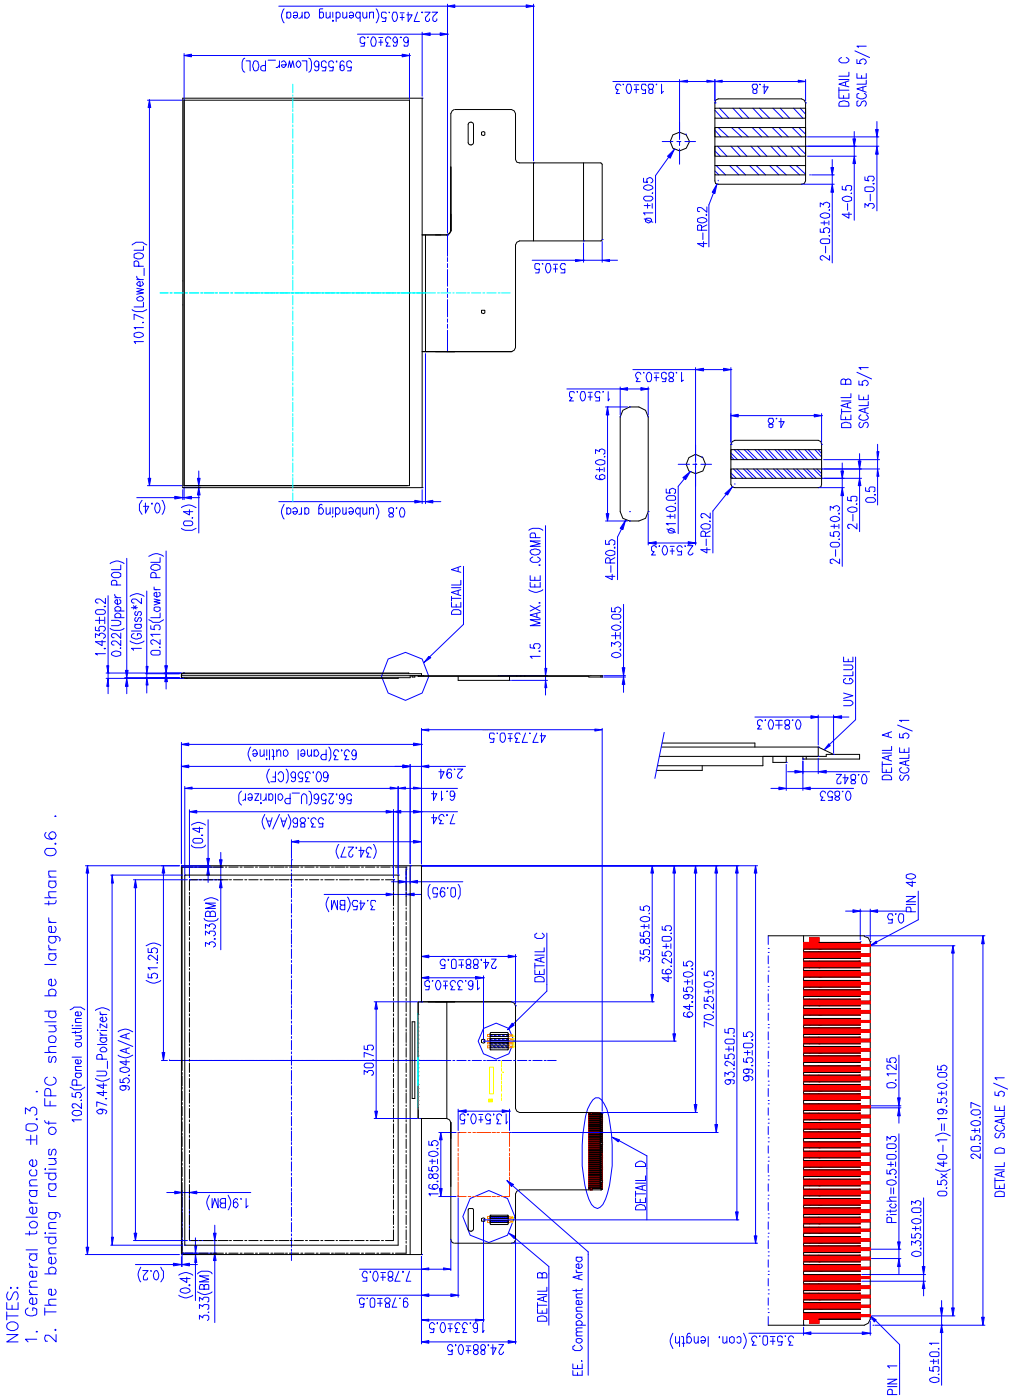 NOTES:
1. Gerneral tolerance ±0.3 .
2. The bending radius of FPC should be larger than 0.6 .
102.5(Panel outline)
97.44(U_Polarizer)
95.04(A/A)
(51.25)
(0.2)
(0.4)
3.33(BM)
1.9(BM)
(0.4)
3.33(BM)
63.3(Panel outline)
60.356(CF)
56.256(U_Polarizer)
53.86(A/A)
(34.27)
2.94
6.14
7.34
3.45(BM)
(0.95)
47.73±0.5
24.88±0.5
16.33±0.5
DETAIL C
30.75
13.5±0.5
16.85±0.5
7.78±0.5
9.78±0.5
16.33±0.5
24.88±0.5
DETAIL B
EE. Component Area
DETAIL D
35.85±0.5
46.25±0.5
64.95±0.5
70.25±0.5
93.25±0.5
99.5±0.5
1.435±0.2
0.22(Upper POL)
1(Glass*2)
0.215(Lower POL)
DETAIL A
1.5 MAX. (EE .COMP)
0.3±0.05
101.7(Lower_POL)
59.556(Lower_POL)
(0.4)
(0.4)
0.8 (unbending area)
6.63±0.5
22.74±0.5(unbending area)
5±0.5
UV GLUE
0.8±0.3
0.842
0.853
DETAIL A
SCALE 5/1
6±0.3
1.5±0.3
4-R0.5
2.5±0.3
ø1±0.05
1.85±0.3
4-R0.2
4.8
2-0.5±0.3
2-0.5
0.5
DETAIL B
SCALE 5/1
1.85±0.3
ø1±0.05
4-R0.2
4.8
2-0.5±0.3
4-0.5
3-0.5
DETAIL C
SCALE 5/1
3.5±0.3(con. length)
PIN 1
PIN 40
0.5
0.5±0.1
0.35±0.03
Pitch=0.5±0.03
0.125
0.5x(40-1)=19.5±0.05
20.5±0.07
DETAIL D SCALE 5/1